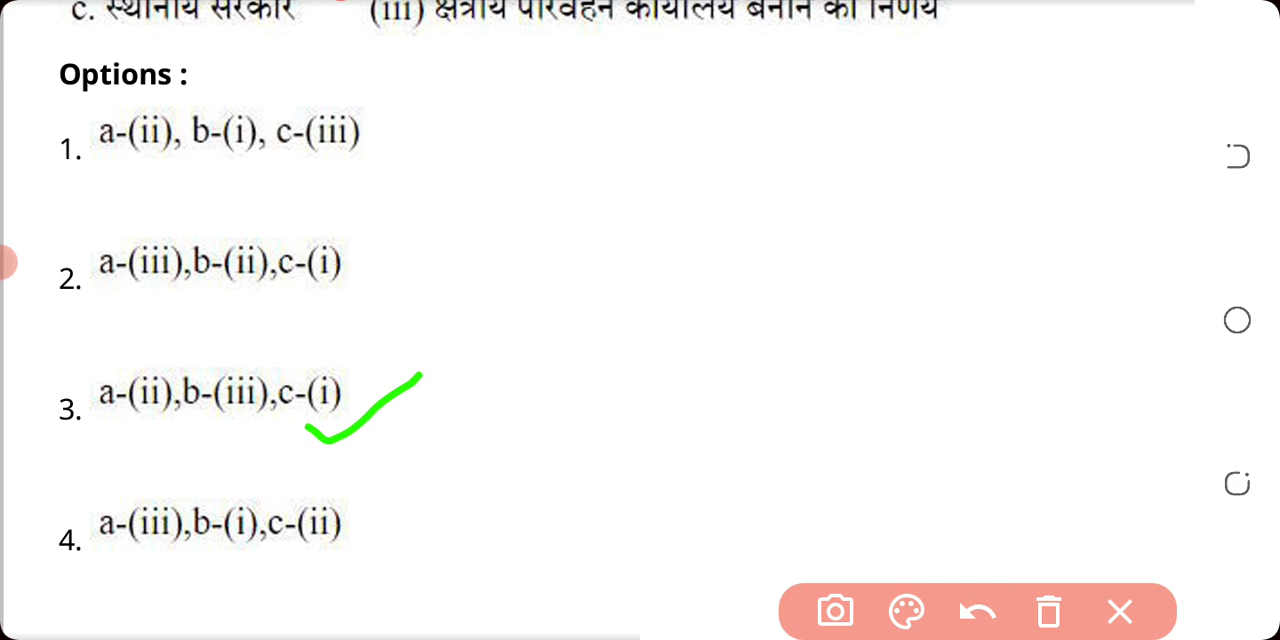 c. स्थानीय सरकार (iii) क्षेत्रीय परिवहन कार्यालय बनाने का निर्णय
Options :
1. a-(ii), b-(i), c-(iii)
2. a-(iii),b-(ii),c-(i)
3. a-(ii),b-(iii),c-(i)
4. a-(iii),b-(i),c-(ii)